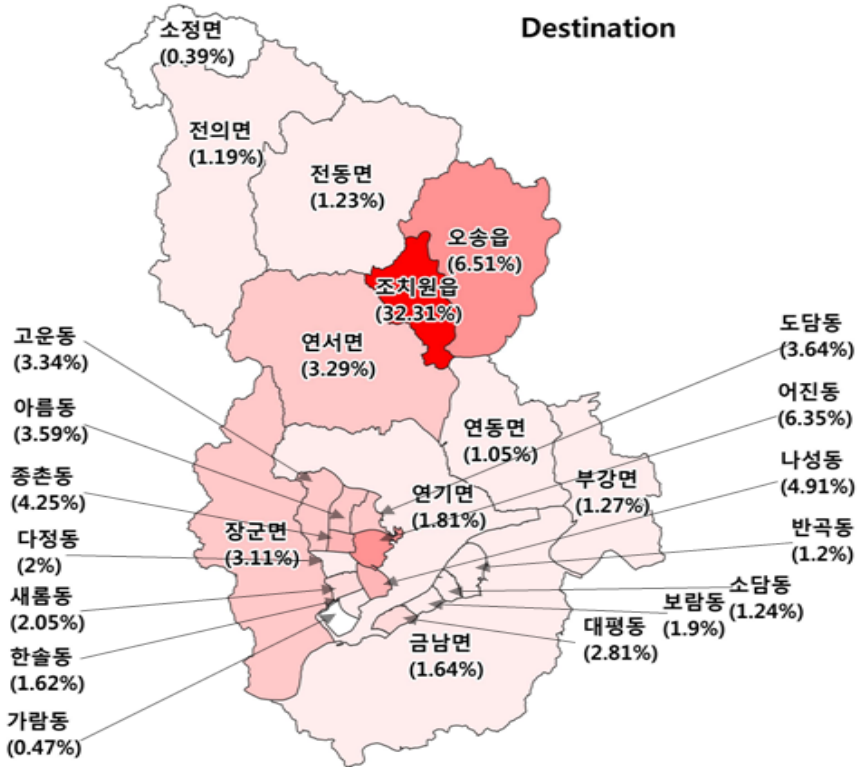 Destination
소정면
(0.39%)
전의면
(1.19%)
전동면
(1.23%)
오송읍
(6.51%)
조치원읍
(32.31%)
연서면
(3.29%)
고운동
(3.34%)
아름동
(3.59%)
종촌동
(4.25%)
다정동
(2%)
새롬동
(2.05%)
한솔동
(1.62%)
가람동
(0.47%)
장군면
(3.11%)
연기면
(1.81%)
연동면
(1.05%)
부강면
(1.27%)
금남면
(1.64%)
도담동
(3.64%)
어진동
(6.35%)
나성동
(4.91%)
반곡동
(1.2%)
소담동
(1.24%)
보람동
(1.9%)
대평동
(2.81%)